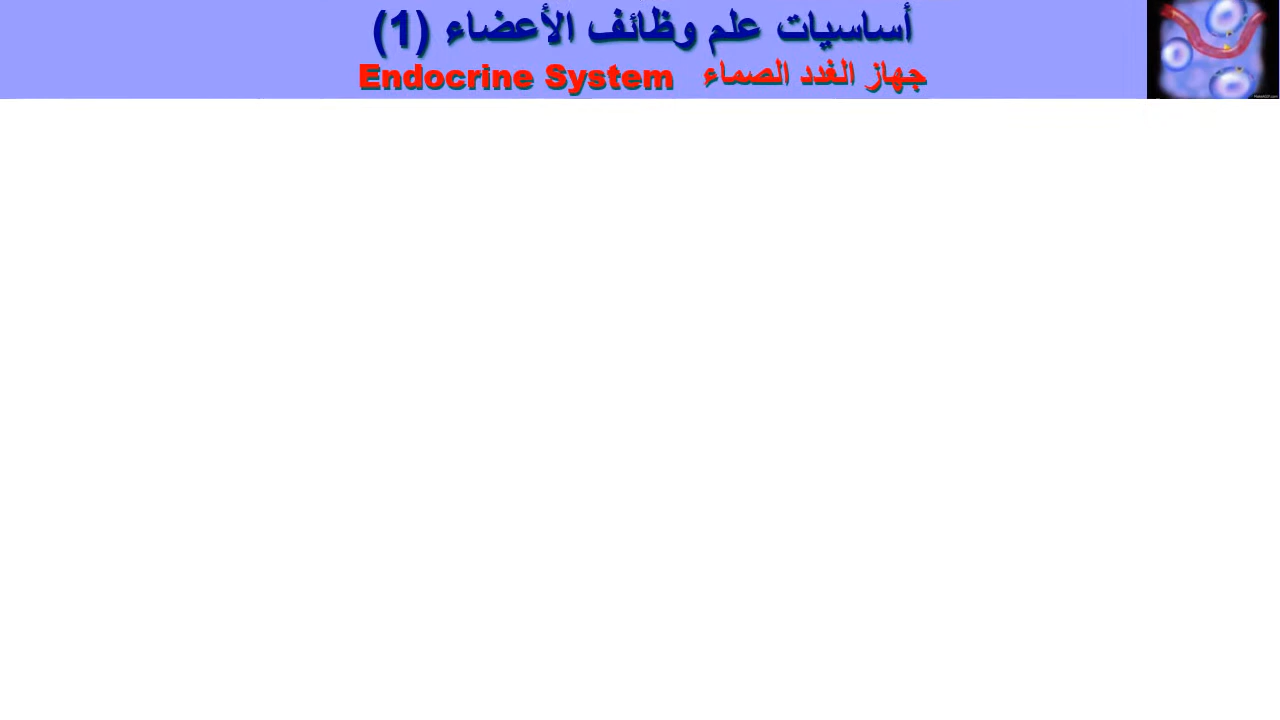 أساسيات علم وظائف الأعضاء (1)
جهاز الغدد الصماء Endocrine System